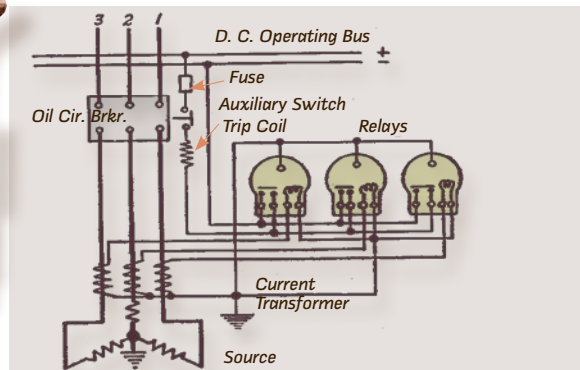 3 2 1
D. C. Operating Bus + -
Fuse
Auxiliary Switch
Oil Cir. Brkr.
Trip Coil
Relays
Current
Transformer
Source